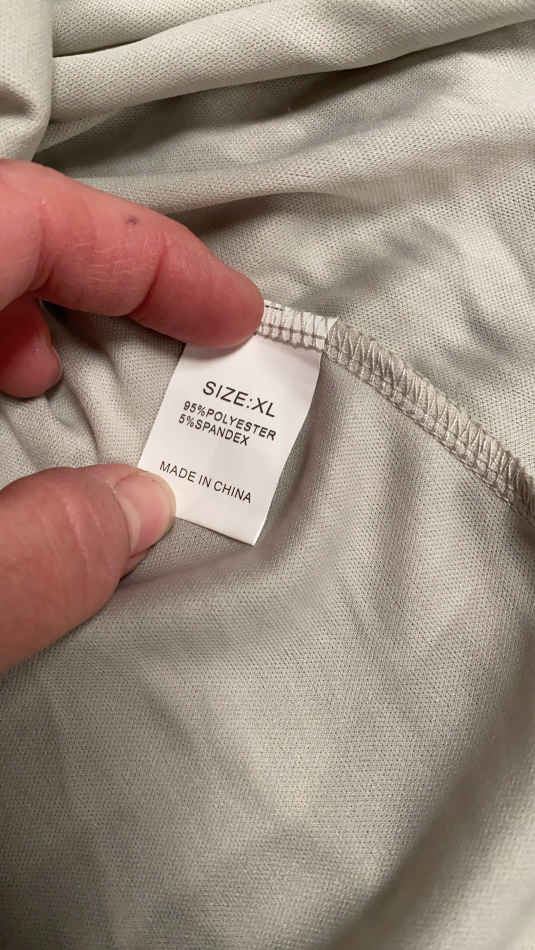 SIZE:XL
95%POLYESTER
5%SPANDEX
MADE IN CHINA